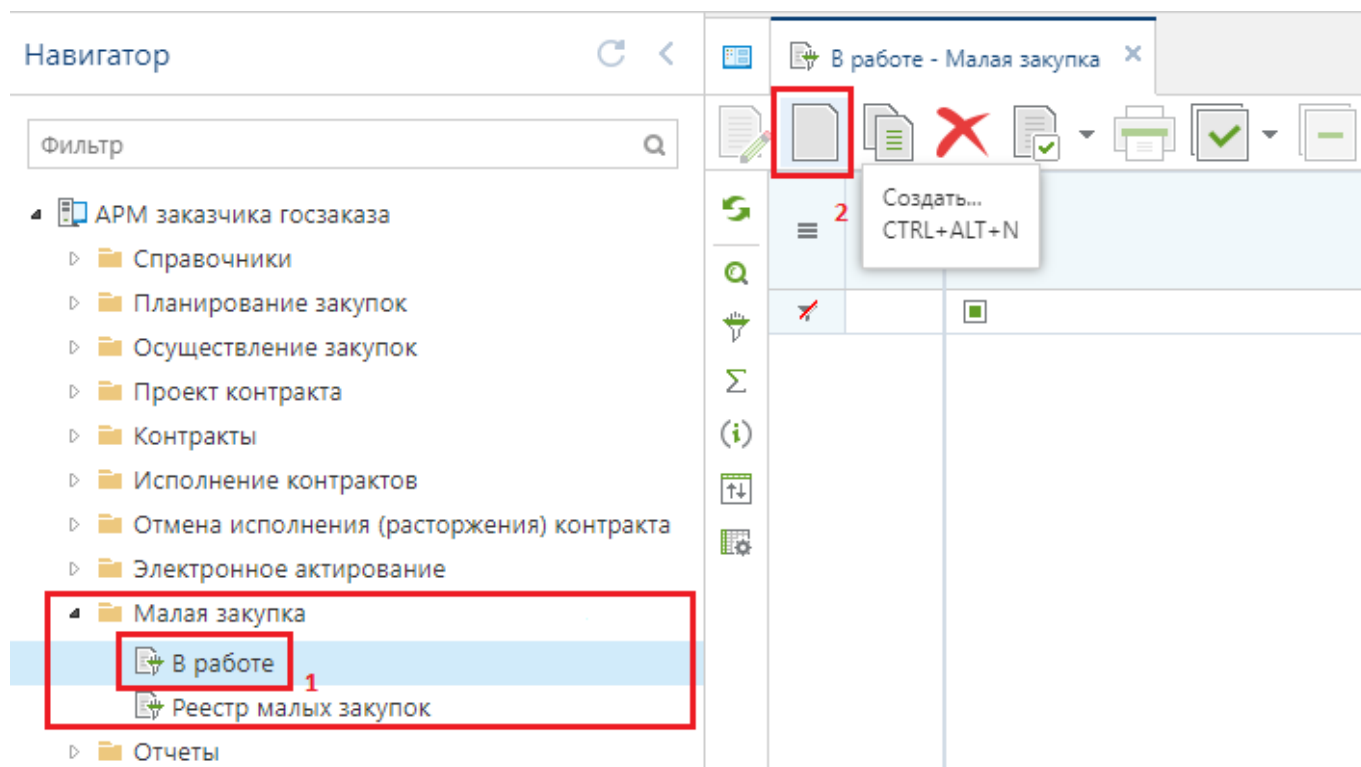 Навигатор
В работе - Малая закупка
Фильтр
Создать...
CTRL+ALT+N
2
АРМ заказчика госзаказа
Справочники
Планирование закупок
Осуществление закупок
Проект контракта
Контракты
Исполнение контрактов
Отмена исполнения (расторжения) контракта
Электронное актирование
Малая закупка
В работе
1
Реестр малых закупок
Отчеты